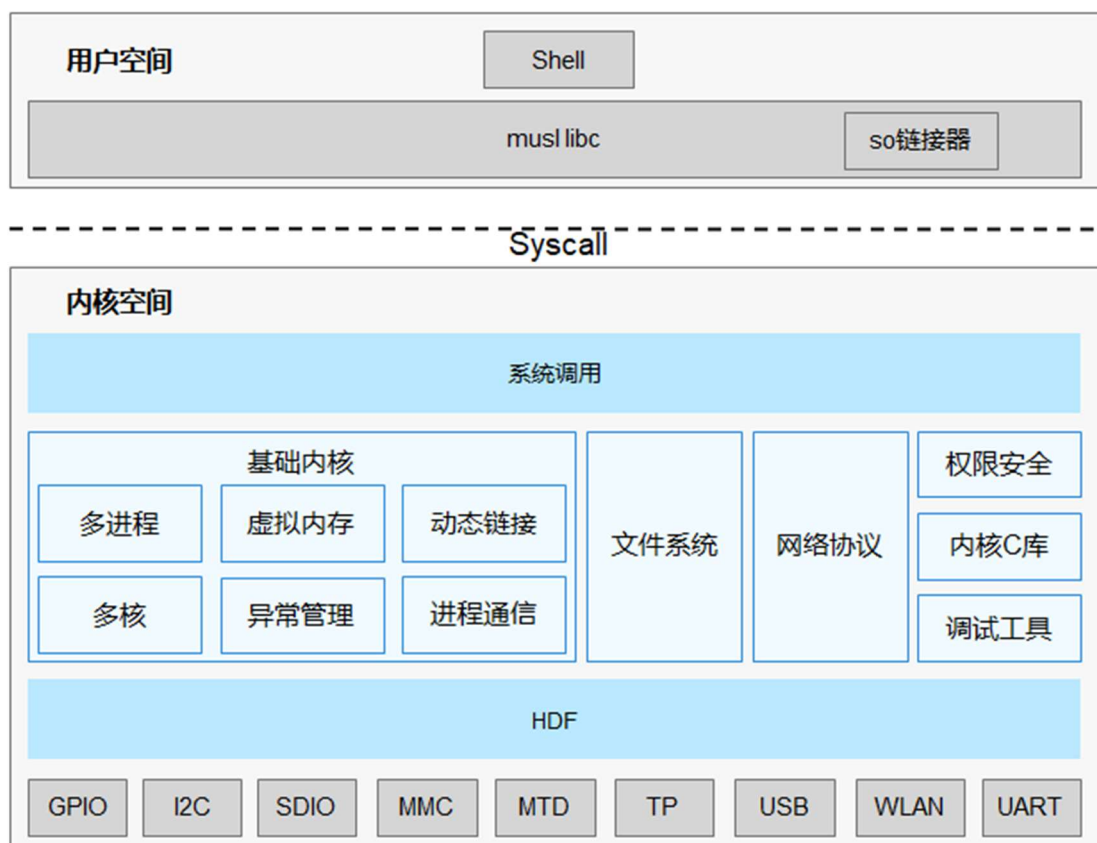 用户空间
Shell
musl libc
so链接器
Syscall
内核空间
系统调用
基础内核
多进程
虚拟内存
动态链接
多核
异常管理
进程通信
文件系统
网络协议
权限安全
内核C库
调试工具
HDF
GPIO
I2C
SDIO
MMC
MTD
TP
USB
WLAN
UART